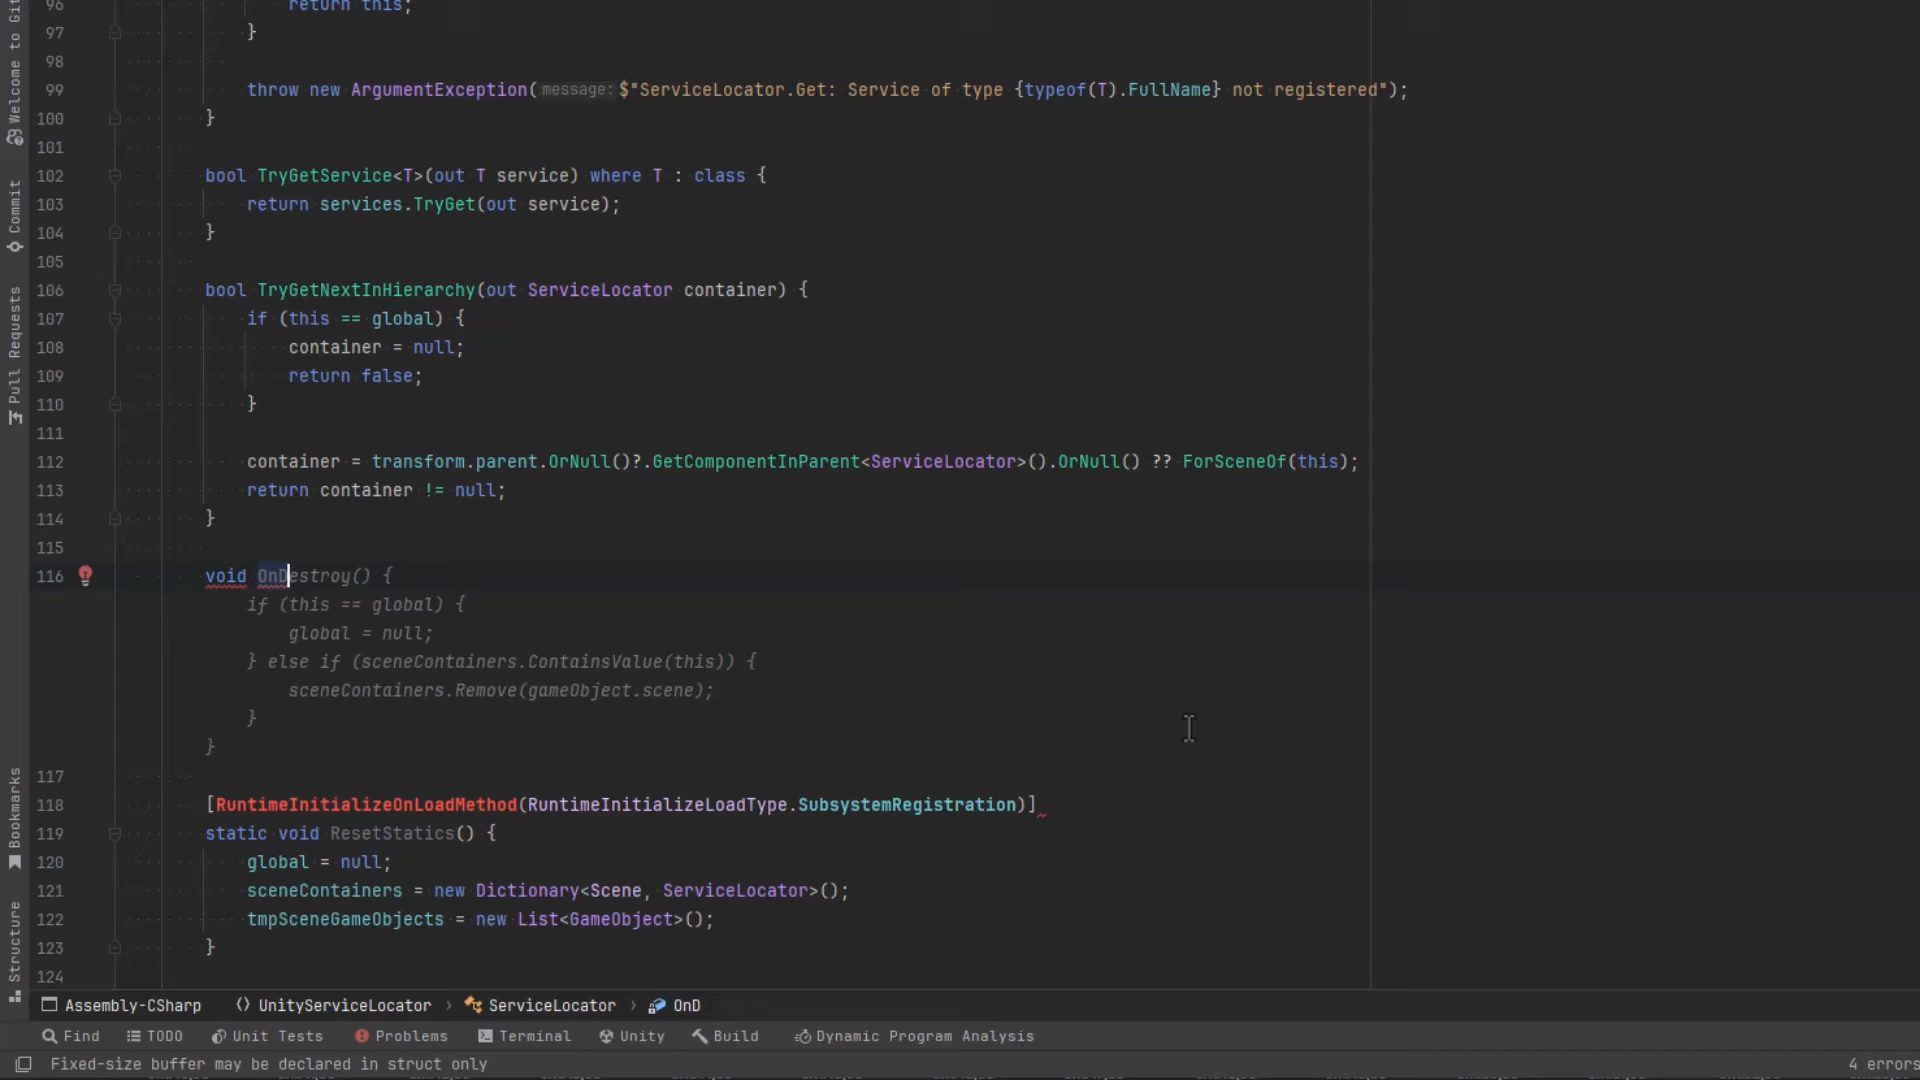 96 return this;
97 }
98
99 throw new ArgumentException( message: $"ServiceLocator.Get: Service of type {typeof(T).FullName} not registered");
100 }
101
102 bool TryGetService<T>(out T service) where T : class {
103 return services.TryGet(out service);
104 }
105
106 bool TryGetNextInHierarchy(out ServiceLocator container) {
107 if (this == global) {
108 container = null;
109 return false;
110 }
111
112 container = transform.parent.OrNull()?.GetComponentInParent<ServiceLocator>().OrNull() ?? ForSceneOf(this);
113 return container != null;
114 }
115
116 void OnDestroy() {
if (this == global) {
global = null;
} else if (sceneContainers.ContainsValue(this)) {
sceneContainers.Remove(gameObject.scene);
}
}
117
118 [RuntimeInitializeOnLoadMethod(RuntimeInitializeLoadType.SubsystemRegistration)]
119 static void ResetStatics() {
120 global = null;
121 sceneContainers = new Dictionary<Scene, ServiceLocator>();
122 tmpSceneGameObjects = new List<GameObject>();
123 }
124
Welcome to Git
Commit
Pull Requests
Bookmarks
Structure
Assembly-CSharp UnityServiceLocator ServiceLocator OnD
Find TODO Unit Tests Problems Terminal Unity Build Dynamic Program Analysis
Fixed-size buffer may be declared in struct only 4 errors